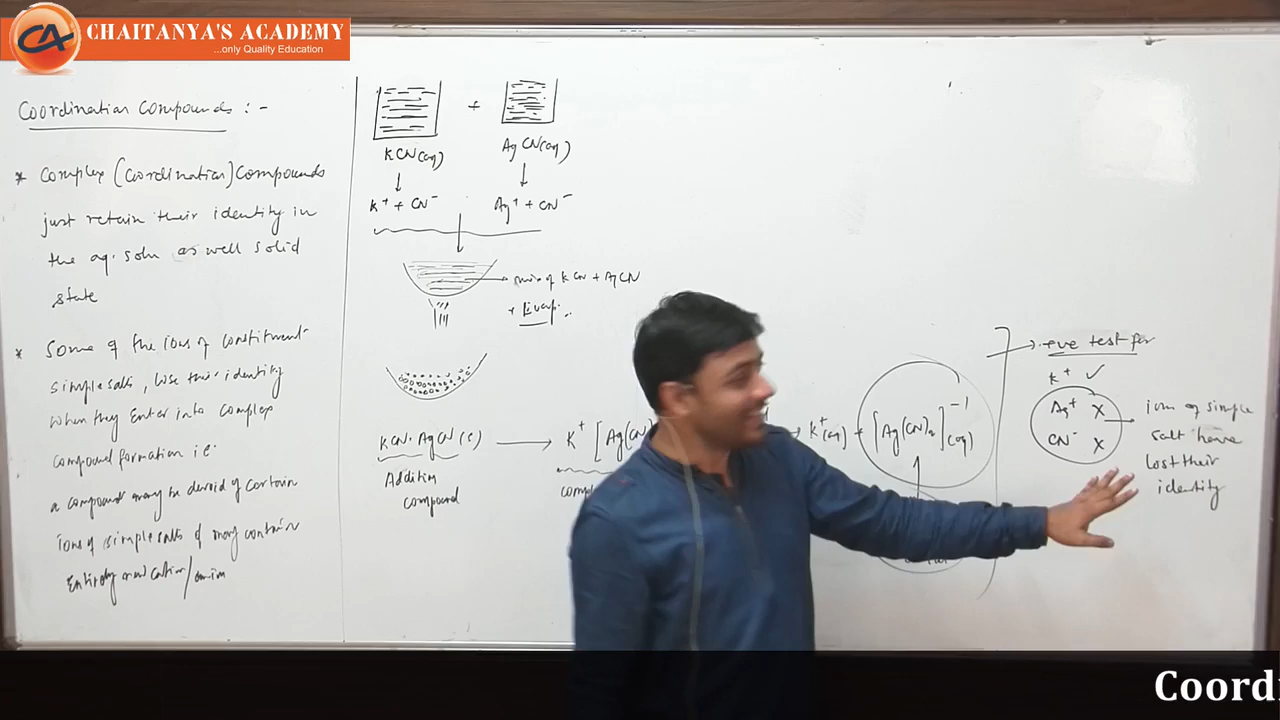 CHAITANYA'S ACADEMY
...only Quality Education
CA
Coordination Compounds :-
* Complex (Coordination) Compounds
just retain their identity in
the aq. soln as well solid
state
* Some of the ions of constituent
simple salts, lose their identity
when they Enter into Complex
Compound formation i.e
a compound may be devoid of certain
ions of simple salts & may contain
Entirely new cation/anion
+
KCN(aq)
AgCN(aq)
K⁺ + CN⁻
Ag⁺ + CN⁻
mix of KCN + AgCN
KCN·AgCN(s) → K⁺ [Ag(CN)
Addition
compound
→ K⁺(aq) + [Ag(CN)₂]⁻¹(aq)
→ +eve test for
K⁺ ✓
Ag⁺ X
CN⁻ X
ions of simple
salt have
lost their
identity
Coord